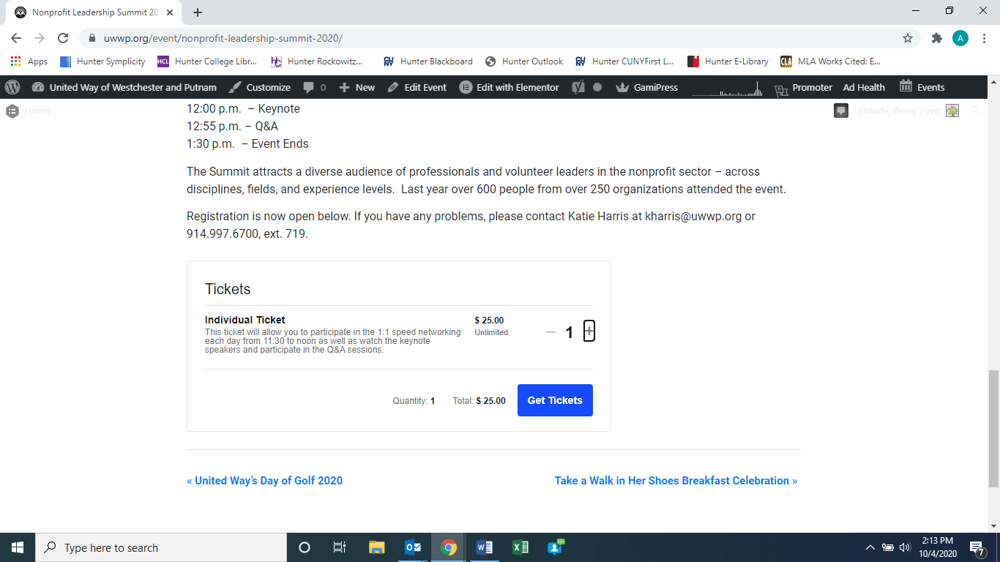 Nonprofit Leadership Summit 20
uwwp.org/event/nonprofit-leadership-summit-2020/
A
Apps
Hunter Symplicity
HCL Hunter College Libr...
Hunter Rockowitz...
Hunter Blackboard
Hunter Outlook
Hunter CUNYFirst L...
Hunter E-Library
CLA MLA Works Cited: E...
United Way of Westchester and Putnam
Customize
0
New
Edit Event
Edit with Elementor
GamiPress
Promoter
Ad Health
Events
Forms
Howdy, Avery Zuvic
12:00 p.m. – Keynote
12:55 p.m. – Q&A
1:30 p.m. – Event Ends
The Summit attracts a diverse audience of professionals and volunteer leaders in the nonprofit sector – across
disciplines, fields, and experience levels. Last year over 600 people from over 250 organizations attended the event.
Registration is now open below. If you have any problems, please contact Katie Harris at kharris@uwwp.org or
914.997.6700, ext. 719.
Tickets
Individual Ticket
This ticket will allow you to participate in the 1:1 speed networking
each day from 11:30 to noon as well as watch the keynote
speakers and participate in the Q&A sessions.
$ 25.00
Unlimited
– 1 +
Quantity: 1 Total: $ 25.00 Get Tickets
« United Way's Day of Golf 2020
Take a Walk in Her Shoes Breakfast Celebration »
Type here to search
2:13 PM
10/4/2020
7